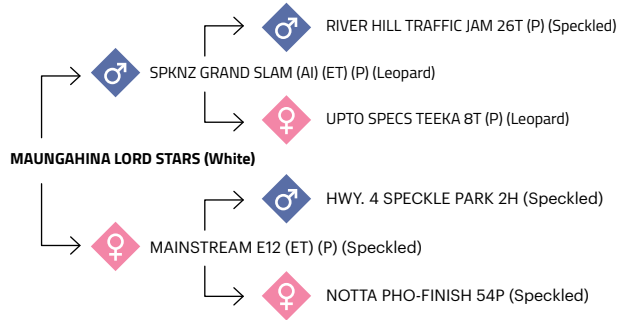 RIVER HILL TRAFFIC JAM 26T (P) (Speckled)
SPKNZ GRAND SLAM (AI) (ET) (P) (Leopard)
UPTO SPECS TEEKA 8T (P) (Leopard)
MAUNGAHINA LORD STARS (White)
HWY. 4 SPECKLE PARK 2H (Speckled)
MAINSTREAM E12 (ET) (P) (Speckled)
NOTTA PHO-FINISH 54P (Speckled)